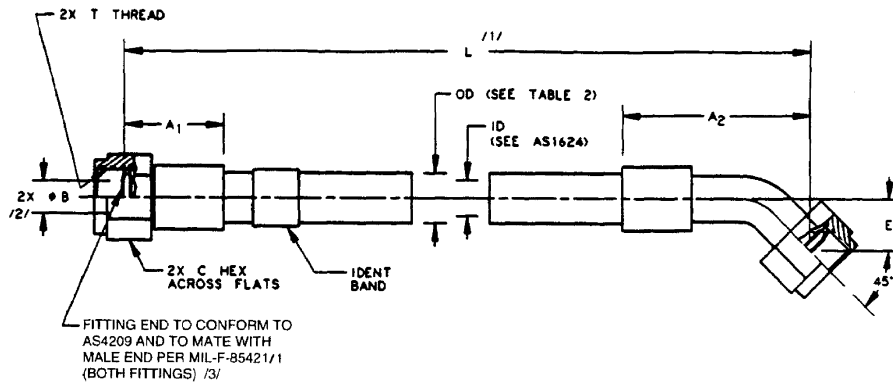 2X T THREAD
/1/
L
A1
OD (SEE TABLE 2)
ID
(SEE AS1624)
A2
2X ø B
/2/
E
45°
2X C HEX
ACROSS FLATS
IDENT
BAND
FITTING END TO CONFORM TO
AS4209 AND TO MATE WITH
MALE END PER MIL-F-85421/1
(BOTH FITTINGS) /3/